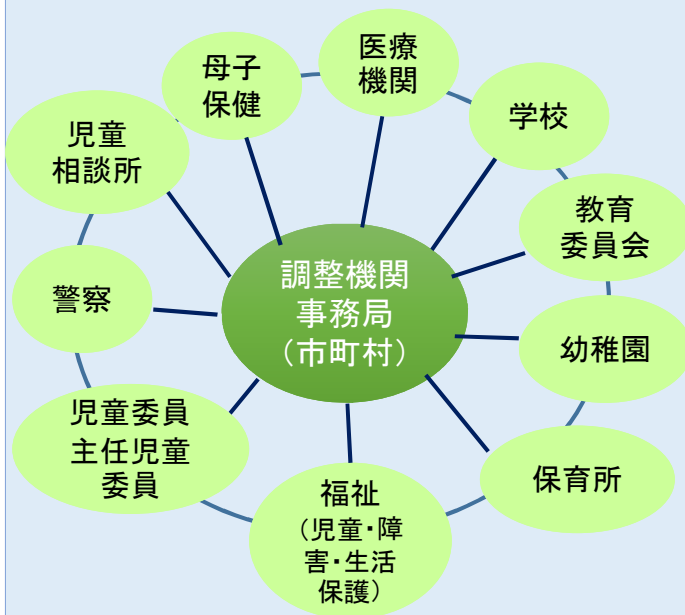 医療
機関
母子
保健
学校
児童
相談所
教育
委員会
調整機関
事務局
（市町村）
警察
幼稚園
児童委員
主任児童
委員
保育所
福祉
（児童・障
害・生活
保護）